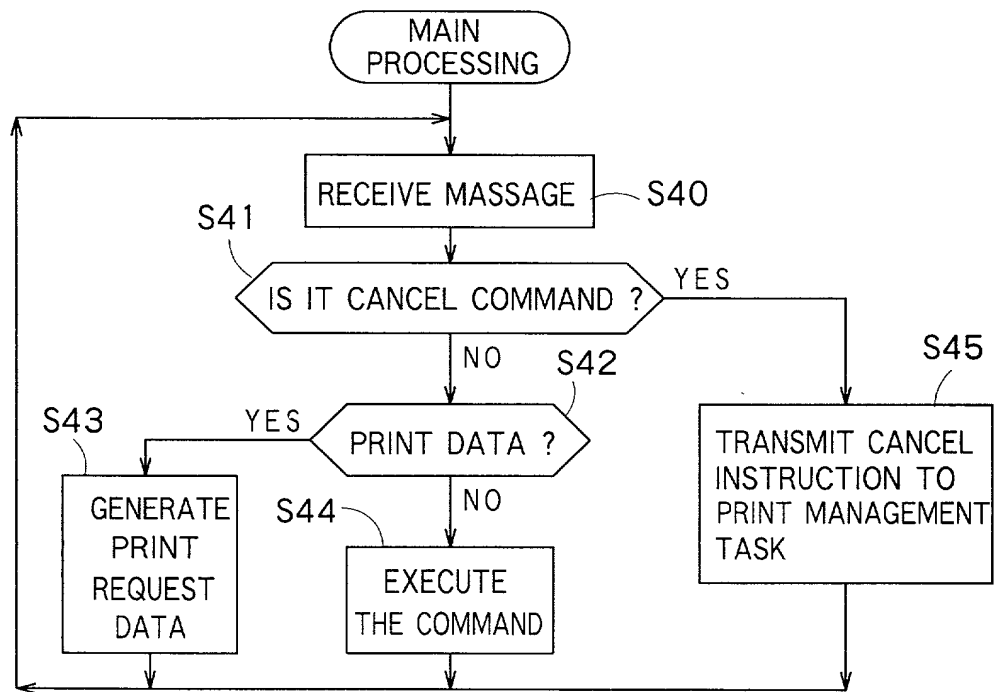 MAIN
PROCESSING
RECEIVE MASSAGE
S40
S41
IS IT CANCEL COMMAND ?
YES
NO
S42
S45
YES
S43
PRINT DATA ?
TRANSMIT CANCEL
INSTRUCTION TO
PRINT MANAGEMENT
TASK
GENERATE
PRINT
REQUEST
DATA
NO
S44
EXECUTE
THE COMMAND